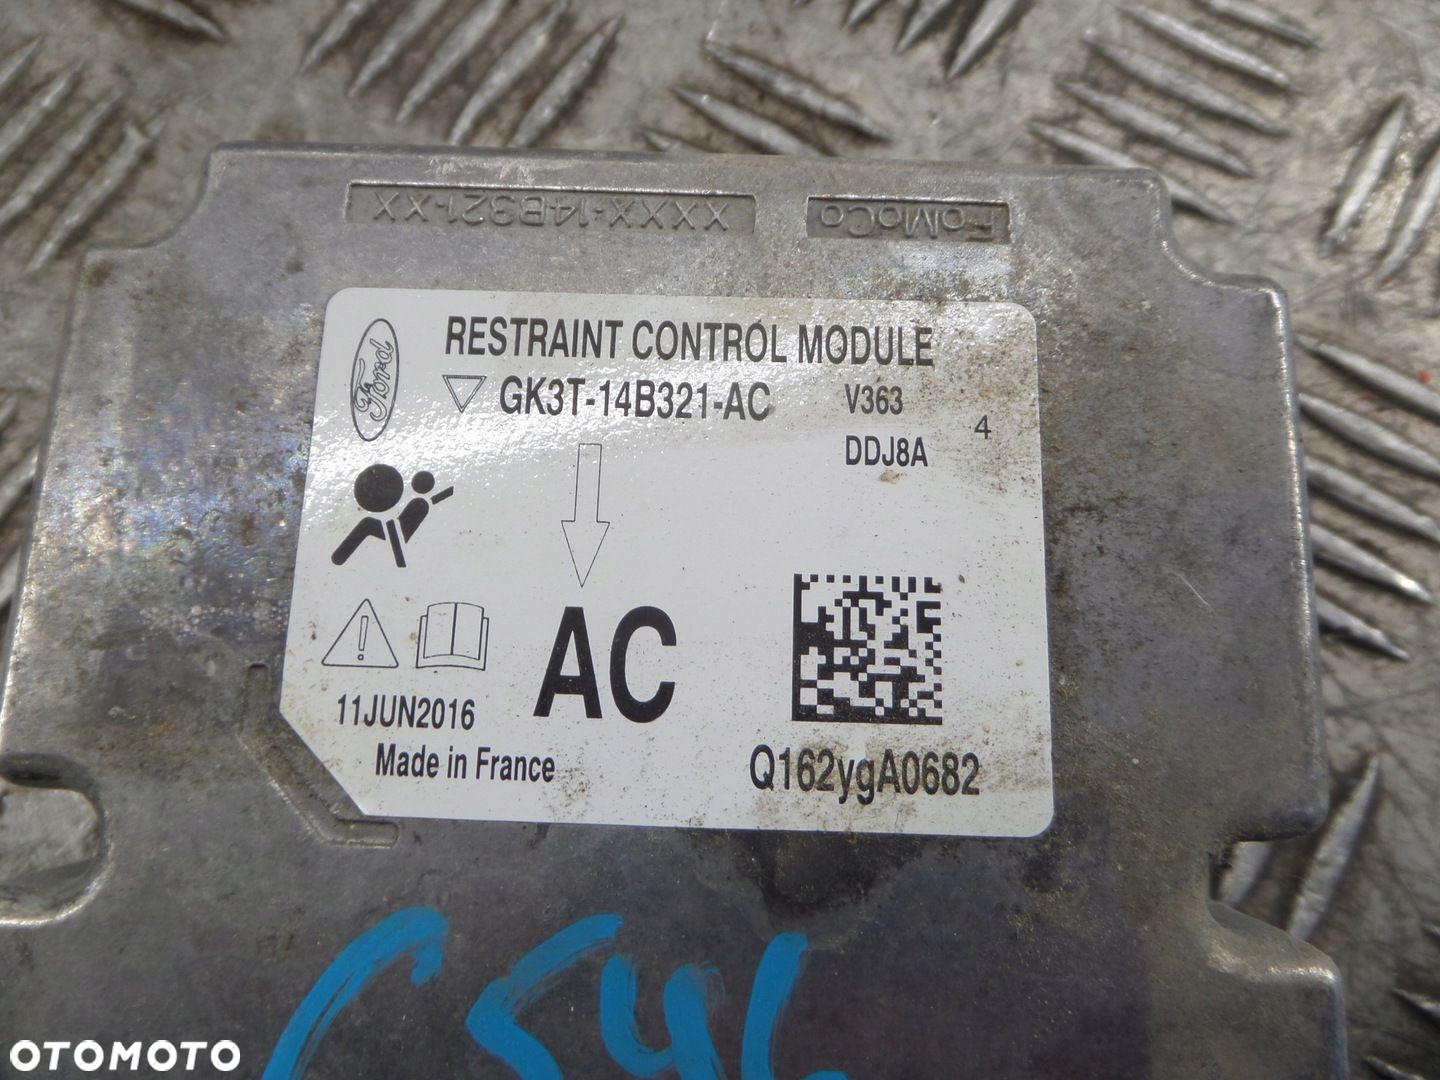 XXXX-14B321-XX
FoMoCo
Ford
RESTRAINT CONTROL MODULE
GK3T-14B321-AC
V363
4
DDJ8A
AC
11JUN2016
Made in France
Q162ygA0682
OTOMOTO